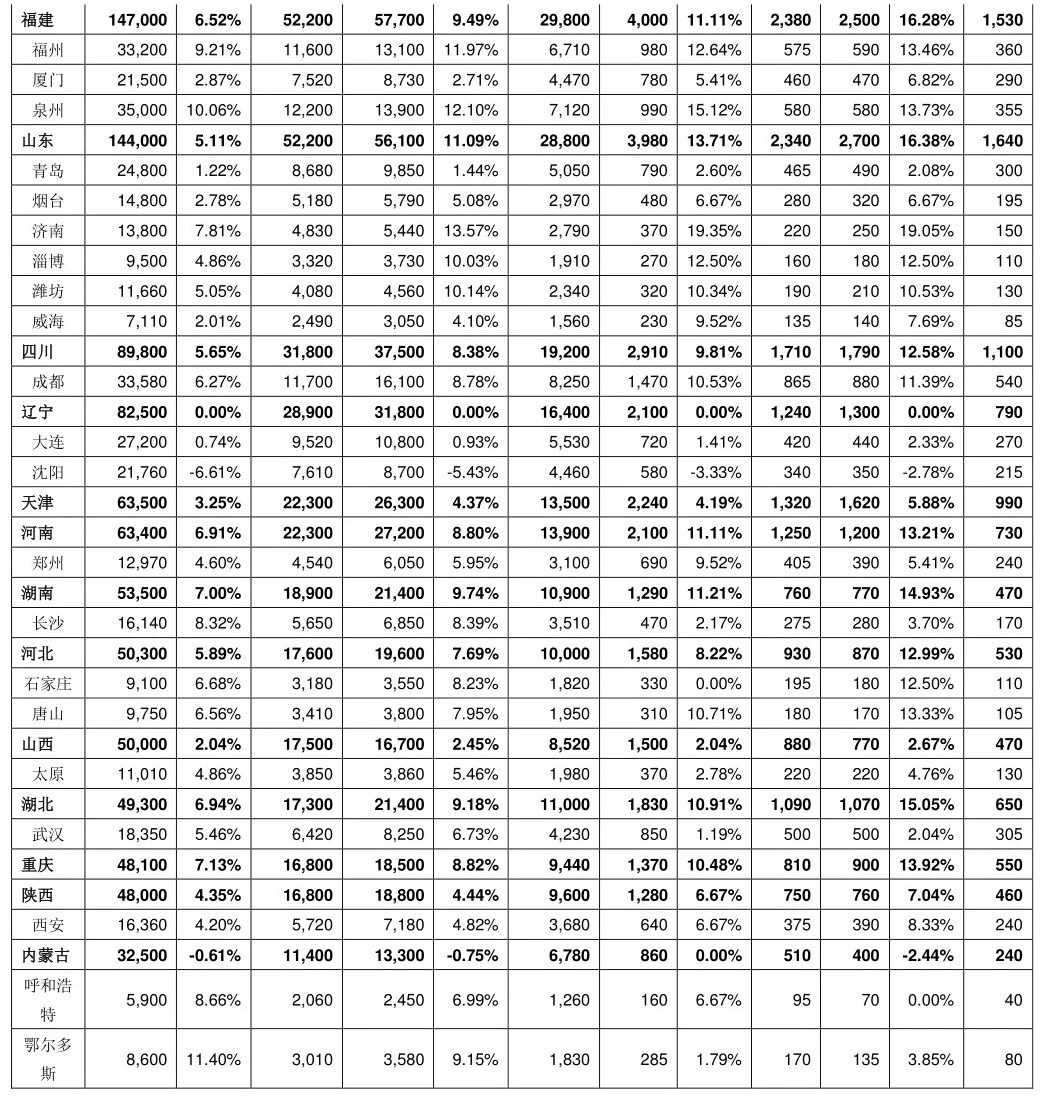 福建 147,000 6.52% 52,200 57,700 9.49% 29,800 4,000 11.11% 2,380 2,500 16.28% 1,530
福州 33,200 9.21% 11,600 13,100 11.97% 6,710 980 12.64% 575 590 13.46% 360
厦门 21,500 2.87% 7,520 8,730 2.71% 4,470 780 5.41% 460 470 6.82% 290
泉州 35,000 10.06% 12,200 13,900 12.10% 7,120 990 15.12% 580 580 13.73% 355
山东 144,000 5.11% 52,200 56,100 11.09% 28,800 3,980 13.71% 2,340 2,700 16.38% 1,640
青岛 24,800 1.22% 8,680 9,850 1.44% 5,050 790 2.60% 465 490 2.08% 300
烟台 14,800 2.78% 5,180 5,790 5.08% 2,970 480 6.67% 280 320 6.67% 195
济南 13,800 7.81% 4,830 5,440 13.57% 2,790 370 19.35% 220 250 19.05% 150
淄博 9,500 4.86% 3,320 3,730 10.03% 1,910 270 12.50% 160 180 12.50% 110
潍坊 11,660 5.05% 4,080 4,560 10.14% 2,340 320 10.34% 190 210 10.53% 130
威海 7,110 2.01% 2,490 3,050 4.10% 1,560 230 9.52% 135 140 7.69% 85
四川 89,800 5.65% 31,800 37,500 8.38% 19,200 2,910 9.81% 1,710 1,790 12.58% 1,100
成都 33,580 6.27% 11,700 16,100 8.78% 8,250 1,470 10.53% 865 880 11.39% 540
辽宁 82,500 0.00% 28,900 31,800 0.00% 16,400 2,100 0.00% 1,240 1,300 0.00% 790
大连 27,200 0.74% 9,520 10,800 0.93% 5,530 720 1.41% 420 440 2.33% 270
沈阳 21,760 -6.61% 7,610 8,700 -5.43% 4,460 580 -3.33% 340 350 -2.78% 215
天津 63,500 3.25% 22,300 26,300 4.37% 13,500 2,240 4.19% 1,320 1,620 5.88% 990
河南 63,400 6.91% 22,300 27,200 8.80% 13,900 2,100 11.11% 1,250 1,200 13.21% 730
郑州 12,970 4.60% 4,540 6,050 5.95% 3,100 690 9.52% 405 390 5.41% 240
湖南 53,500 7.00% 18,900 21,400 9.74% 10,900 1,290 11.21% 760 770 14.93% 470
长沙 16,140 8.32% 5,650 6,850 8.39% 3,510 470 2.17% 275 280 3.70% 170
河北 50,300 5.89% 17,600 19,600 7.69% 10,000 1,580 8.22% 930 870 12.99% 530
石家庄 9,100 6.68% 3,180 3,550 8.23% 1,820 330 0.00% 195 180 12.50% 110
唐山 9,750 6.56% 3,410 3,800 7.95% 1,950 310 10.71% 180 170 13.33% 105
山西 50,000 2.04% 17,500 16,700 2.45% 8,520 1,500 2.04% 880 770 2.67% 470
太原 11,010 4.86% 3,850 3,860 5.46% 1,980 370 2.78% 220 220 4.76% 130
湖北 49,300 6.94% 17,300 21,400 9.18% 11,000 1,830 10.91% 1,090 1,070 15.05% 650
武汉 18,350 5.46% 6,420 8,250 6.73% 4,230 850 1.19% 500 500 2.04% 305
重庆 48,100 7.13% 16,800 18,500 8.82% 9,440 1,370 10.48% 810 900 13.92% 550
陕西 48,000 4.35% 16,800 18,800 4.44% 9,600 1,280 6.67% 750 760 7.04% 460
西安 16,360 4.20% 5,720 7,180 4.82% 3,680 640 6.67% 375 390 8.33% 240
内蒙古 32,500 -0.61% 11,400 13,300 -0.75% 6,780 860 0.00% 510 400 -2.44% 240
呼和浩
特 5,900 8.66% 2,060 2,450 6.99% 1,260 160 6.67% 95 70 0.00% 40
鄂尔多
斯 8,600 11.40% 3,010 3,580 9.15% 1,830 285 1.79% 170 135 3.85% 80